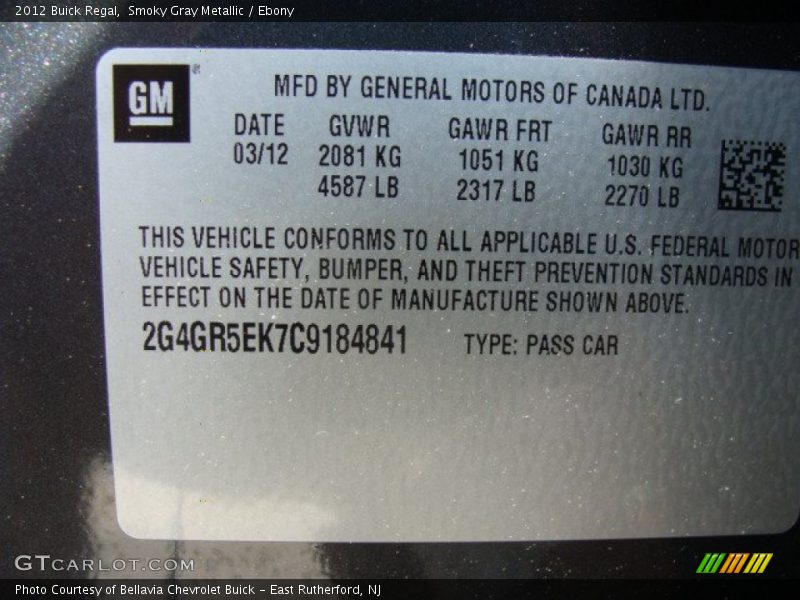 2012 Buick Regal,  Smoky Gray Metallic / Ebony
GM
MFD BY GENERAL MOTORS OF CANADA LTD.
DATE GVWR GAWR FRT GAWR RR
03/12 2081 KG 1051 KG 1030 KG
4587 LB 2317 LB 2270 LB
THIS VEHICLE CONFORMS TO ALL APPLICABLE U.S. FEDERAL MOTOR
VEHICLE SAFETY, BUMPER, AND THEFT PREVENTION STANDARDS IN
EFFECT ON THE DATE OF MANUFACTURE SHOWN ABOVE.
2G4GR5EK7C9184841 TYPE: PASS CAR
GTCARLOT.COM
Photo Courtesy of Bellavia Chevrolet Buick - East Rutherford, NJ